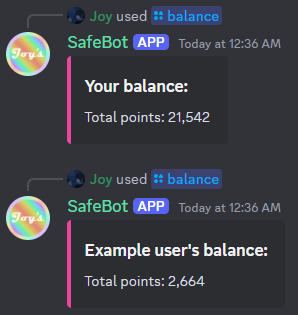 Joy used balance
Joy's
SafeBot APP Today at 12:36 AM
Your balance:
Total points: 21,542
Joy used balance
Joy's
SafeBot APP Today at 12:36 AM
Example user's balance:
Total points: 2,664